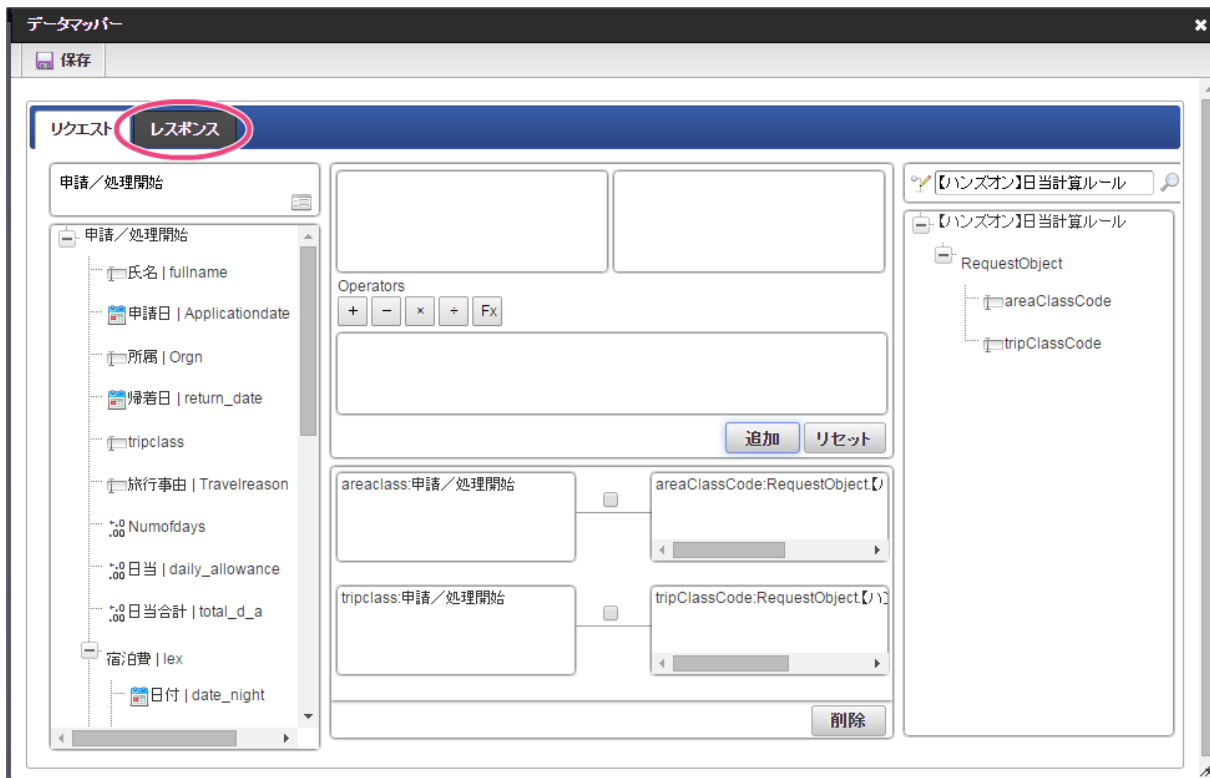 データマッパー
保存
リクエスト レスポンス
申請／処理開始
申請／処理開始
氏名 | fullname
申請日 | Applicationdate
所属 | Orgn
帰着日 | return_date
tripclass
旅行事由 | Travelreason
Numofdays
日当 | daily_allowance
日当合計 | total_d_a
宿泊費 | lex
日付 | date_night
Operators
+ − × ÷ Fx
追加 リセット
areaclass:申請／処理開始
areaClassCode:RequestObject.【ハ
tripclass:申請／処理開始
tripClassCode:RequestObject.【ハン
削除
【ハンズオン】日当計算ルール
【ハンズオン】日当計算ルール
RequestObject
areaClassCode
tripClassCode